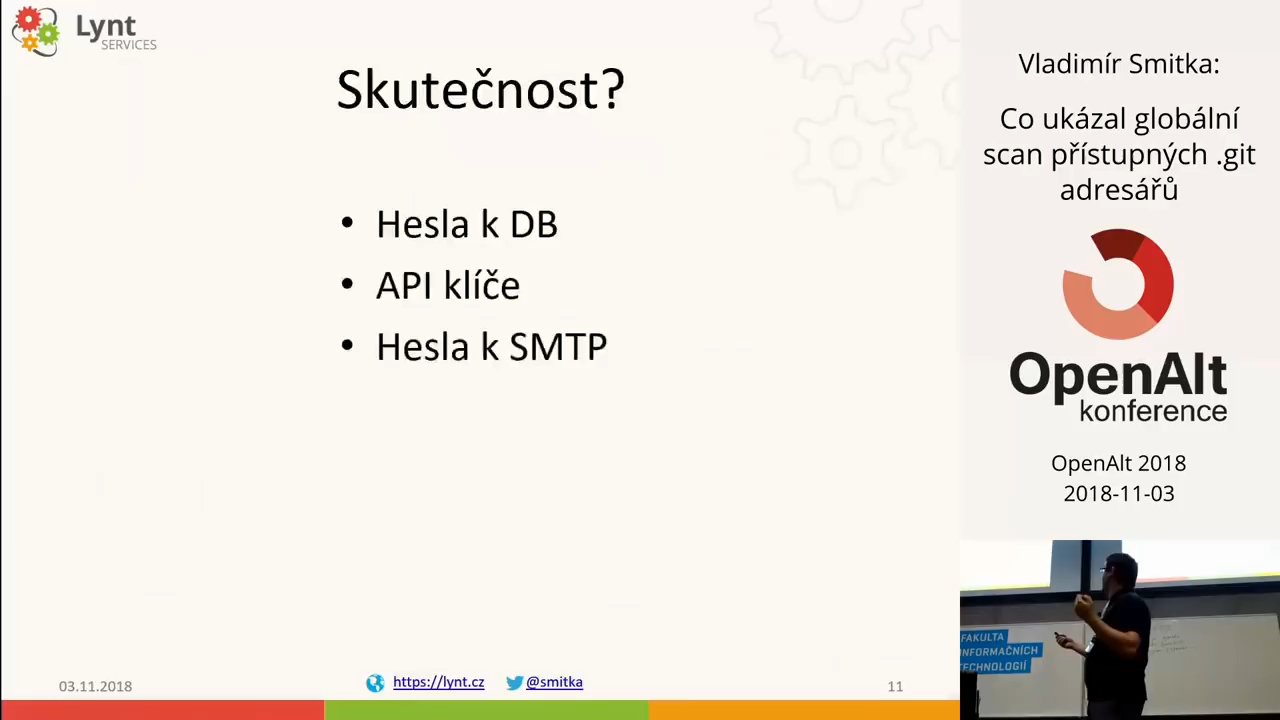 Lynt
SERVICES
Skutečnost?
• Hesla k DB
• API klíče
• Hesla k SMTP
03.11.2018
https://lynt.cz
@smitka
11
Vladimír Smitka:
Co ukázal globální
scan přístupných .git
adresářů
OpenAlt
konference
OpenAlt 2018
2018-11-03
FAKULTA
INFORMAČNÍCH
TECHNOLOGIÍ